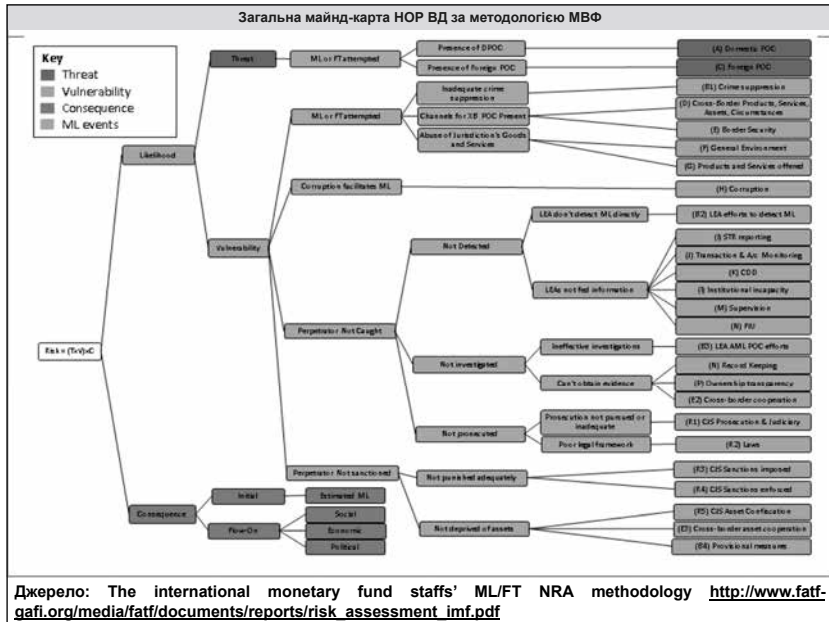 Загальна майнд-карта НОР ВД за методологією МВФ
Key
Threat
Vulnerability
Consequence
ML events
Risk = (TxV)xC
Likelihood
Consequence
Threat
Vulnerability
Initial
Flow-On
Estimated ML
Social
Economic
Political
ML or FT attempted
Presence of DPOC
Presence of Foreign POC
(A) Domestic POC
(C) Foreign POC
ML or FT attempted
Inadequate crime
suppression
Channels for XB POC Present
Abuse of Jurisdiction's Goods
and Services
(B1) Crime suppression
(D) Cross-Border Products, Services,
Assets, Circumstances
(E) Border Security
(F) General Environment
(G) Products and Services offered
Corruption facilitates ML
(H) Corruption
Perpetrator Not Caught
Not Detected
LEA don't detect ML directly
(B2) LEA efforts to detect ML
LEAs not fed information
(I) STR reporting
(J) Transaction & A/c Monitoring
(K) CDD
(l) Institutional incapacity
(M) Supervision
(N) FIU
Not investigated
Ineffective investigations
(B3) LEA AML POC efforts
Can't obtain evidence
(N) Record Keeping
(P) Ownership transparency
(E2) Cross-border cooperation
Not prosecuted
Prosecution not pursued or
inadequate
(R1) CJS Prosecution & Judiciary
Poor legal framework
(R2) Laws
Perpetrator Not sanctioned
Not punished adequately
(R3) CJS Sanctions imposed
(R4) CJS Sanctions enforced
Not deprived of assets
(R5) CJS Asset Confiscation
(E3) Cross-border asset cooperation
(B4) Provisional measures
Джерело: The international monetary fund staffs' ML/FT NRA methodology http://www.fatf-
gafi.org/media/fatf/documents/reports/risk_assessment_imf.pdf